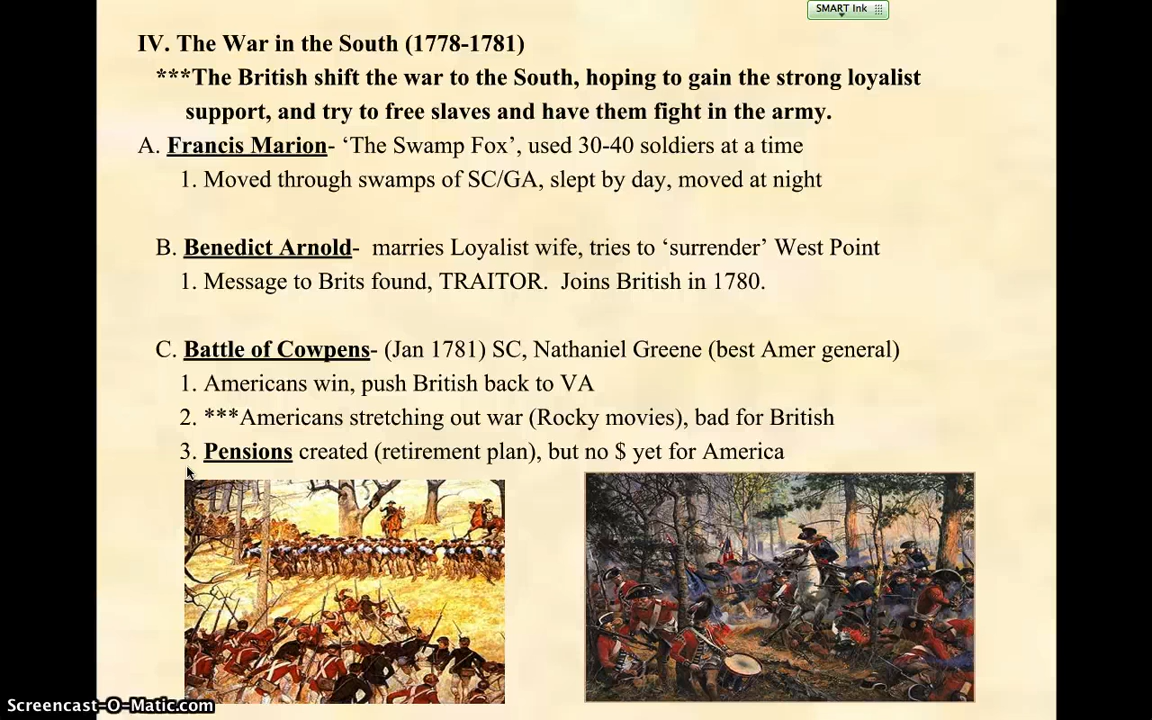 SMART Ink
IV. The War in the South (1778-1781)
***The British shift the war to the South, hoping to gain the strong loyalist
support, and try to free slaves and have them fight in the army.
A. Francis Marion- ‘The Swamp Fox’, used 30-40 soldiers at a time
1. Moved through swamps of SC/GA, slept by day, moved at night
B. Benedict Arnold- marries Loyalist wife, tries to ‘surrender’ West Point
1. Message to Brits found, TRAITOR. Joins British in 1780.
C. Battle of Cowpens- (Jan 1781) SC, Nathaniel Greene (best Amer general)
1. Americans win, push British back to VA
2. ***Americans stretching out war (Rocky movies), bad for British
3. Pensions created (retirement plan), but no $ yet for America
Screencast-O-Matic.com